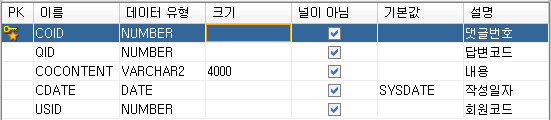 PK 이름 데이터 유형 크기 널이 아님 기본값 설명
COID NUMBER 댓글번호
QID NUMBER 답변코드
COCONTENT VARCHAR2 4000 내용
CDATE DATE SYSDATE 작성일자
USID NUMBER 회원코드